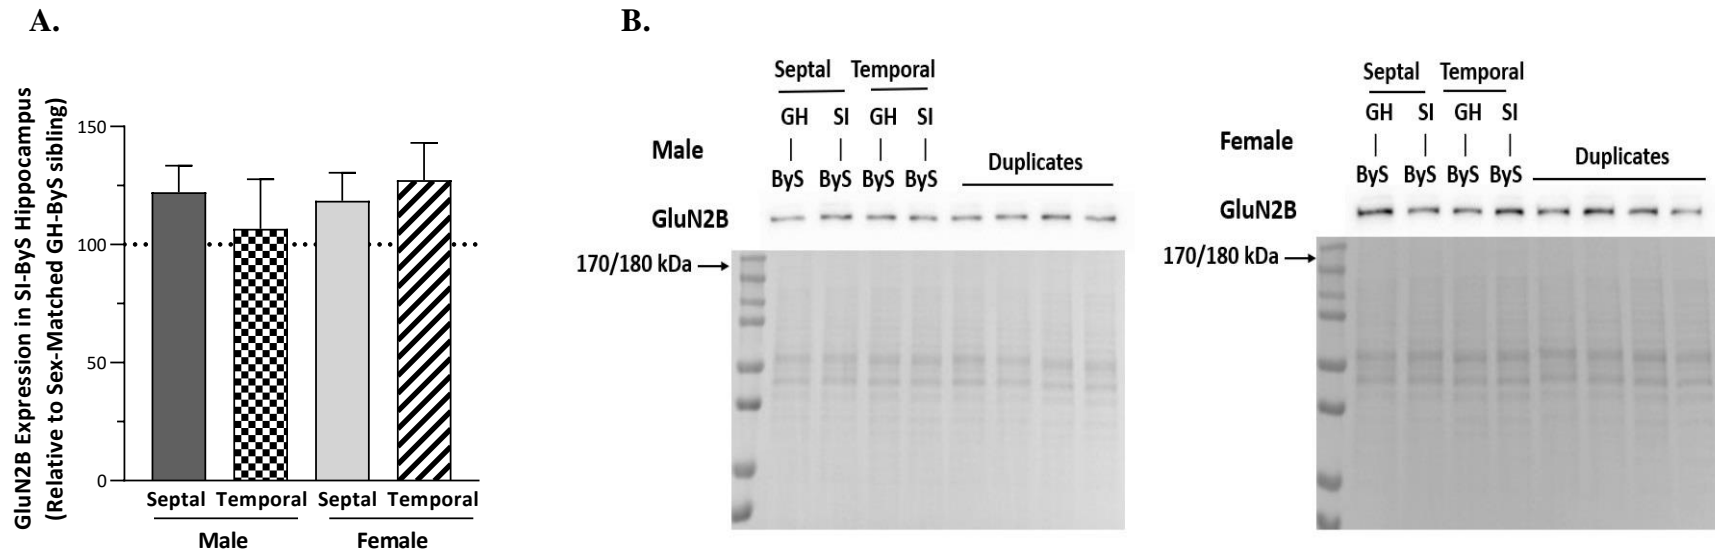 A.
GluN2B Expression in SI-ByS Hippocampus
(Relative to Sex-Matched GH-ByS sibling)
150
100
50
0
Septal Temporal Septal Temporal
Male Female
B.
Septal Temporal
GH SI GH SI
Male
Duplicates
ByS ByS ByS ByS
GluN2B
170/180 kDa
Septal Temporal
GH SI GH SI
Female
Duplicates
ByS ByS ByS ByS
GluN2B
170/180 kDa